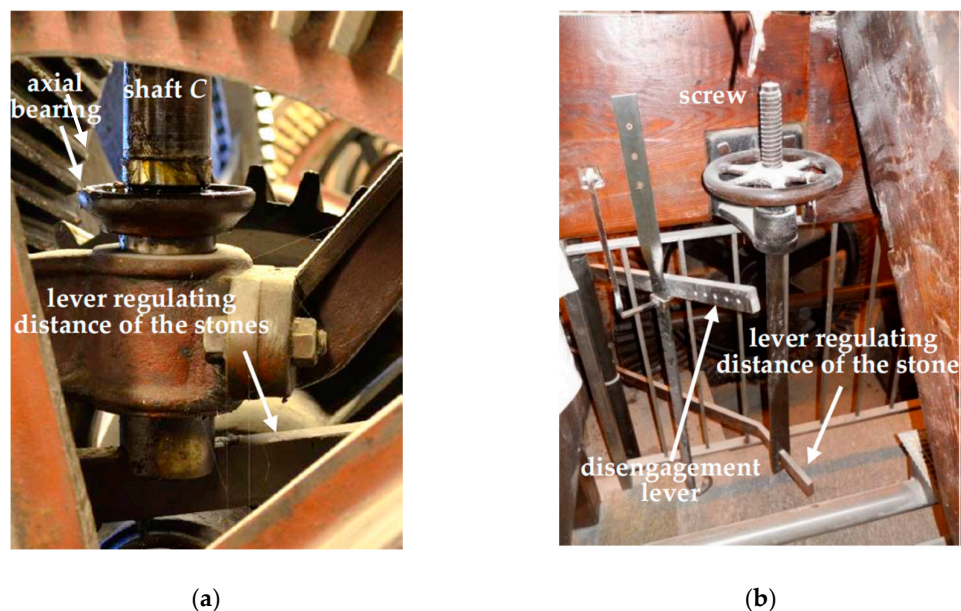 axial
bearing
shaft C
lever regulating
distance of the stones
screw
lever regulating
distance of the stone
disengagement
lever
(a)
(b)